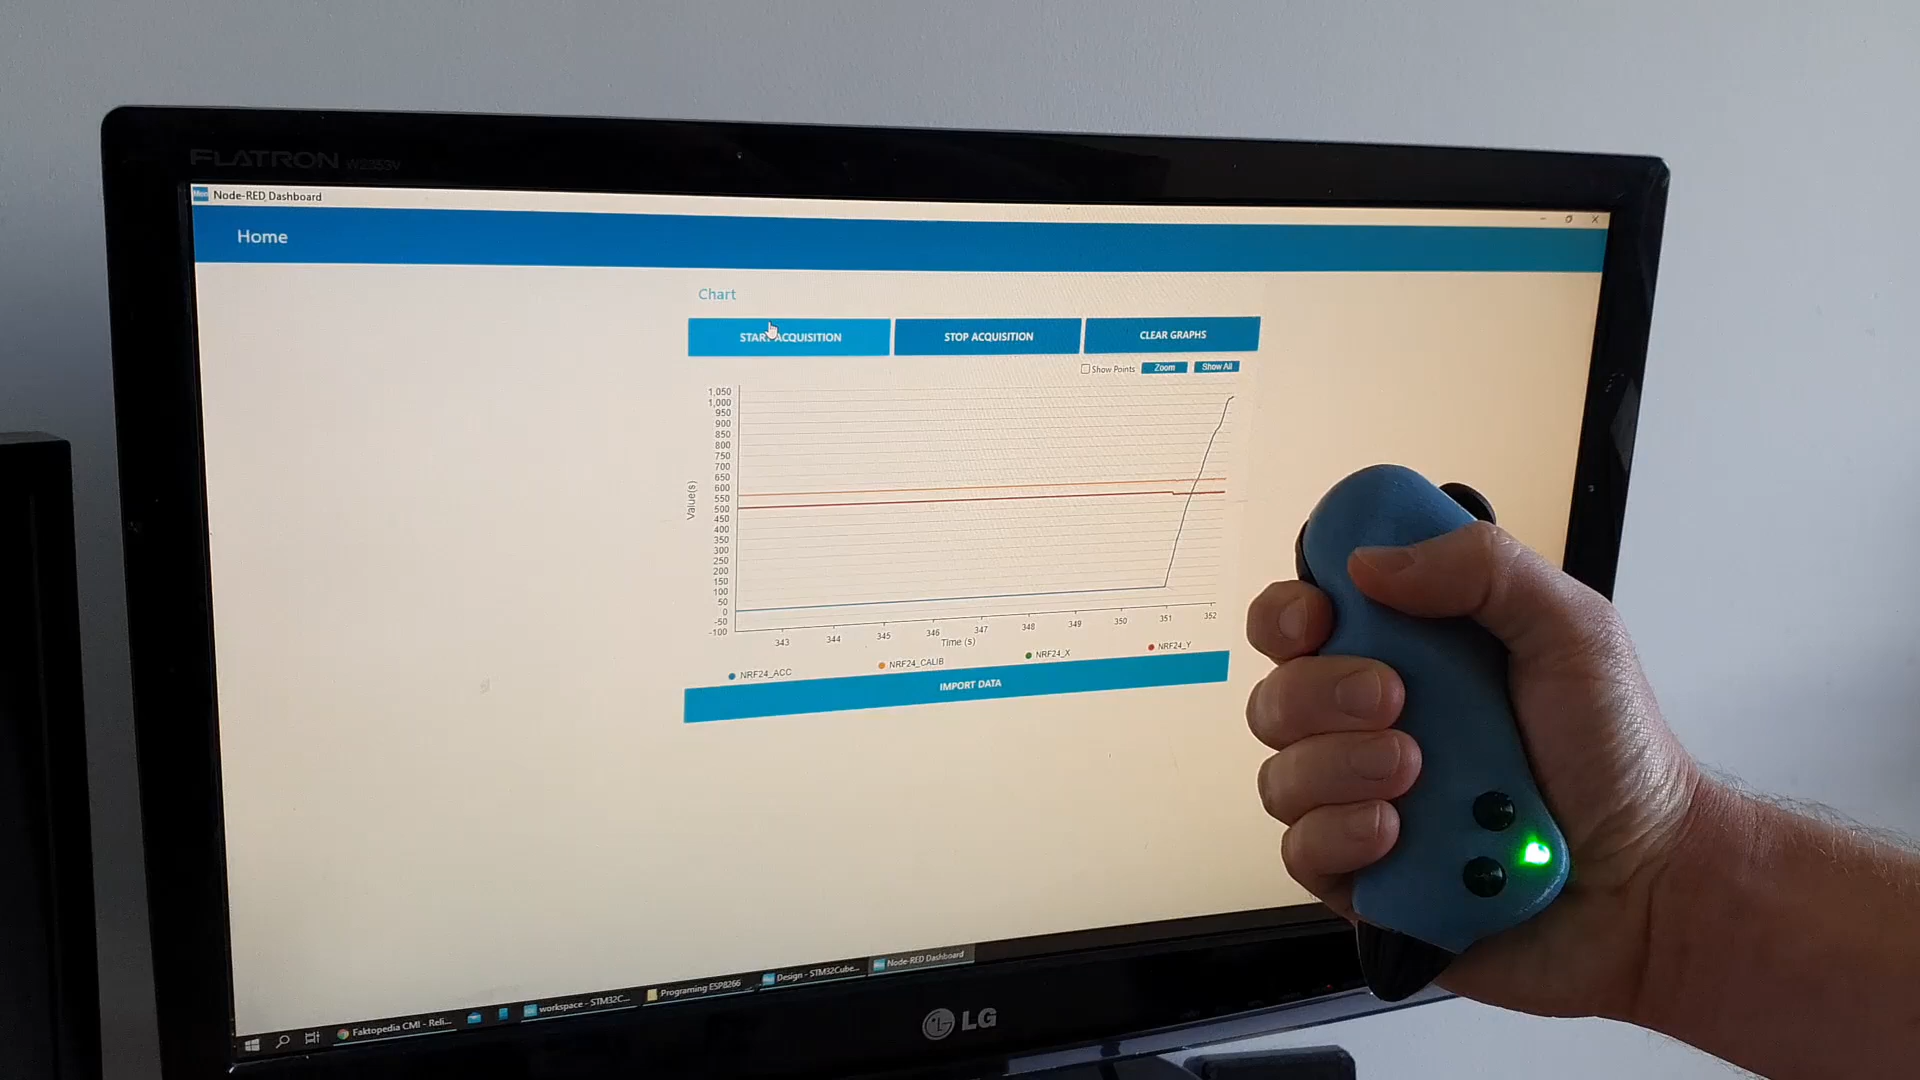 FLATRON W2353V
Node-RED Dashboard
Home
Chart
START ACQUISITION
STOP ACQUISITION
CLEAR GRAPHS
Show Points
Zoom
Show All
1,050
1,000
950
900
850
800
750
700
650
600
550
500
450
400
350
300
250
200
150
100
50
0
-50
-100
Value(s)
343 344 345 346 347 348 349 350 351 352
Time (s)
NRF24_ACC NRF24_CALIB NRF24_X NRF24_Y
IMPORT DATA
Faktopedia CMI - Reli...
workspace - STM32C...
Programing ESP8266
Design - STM32Cube...
Node-RED Dashboard
LG